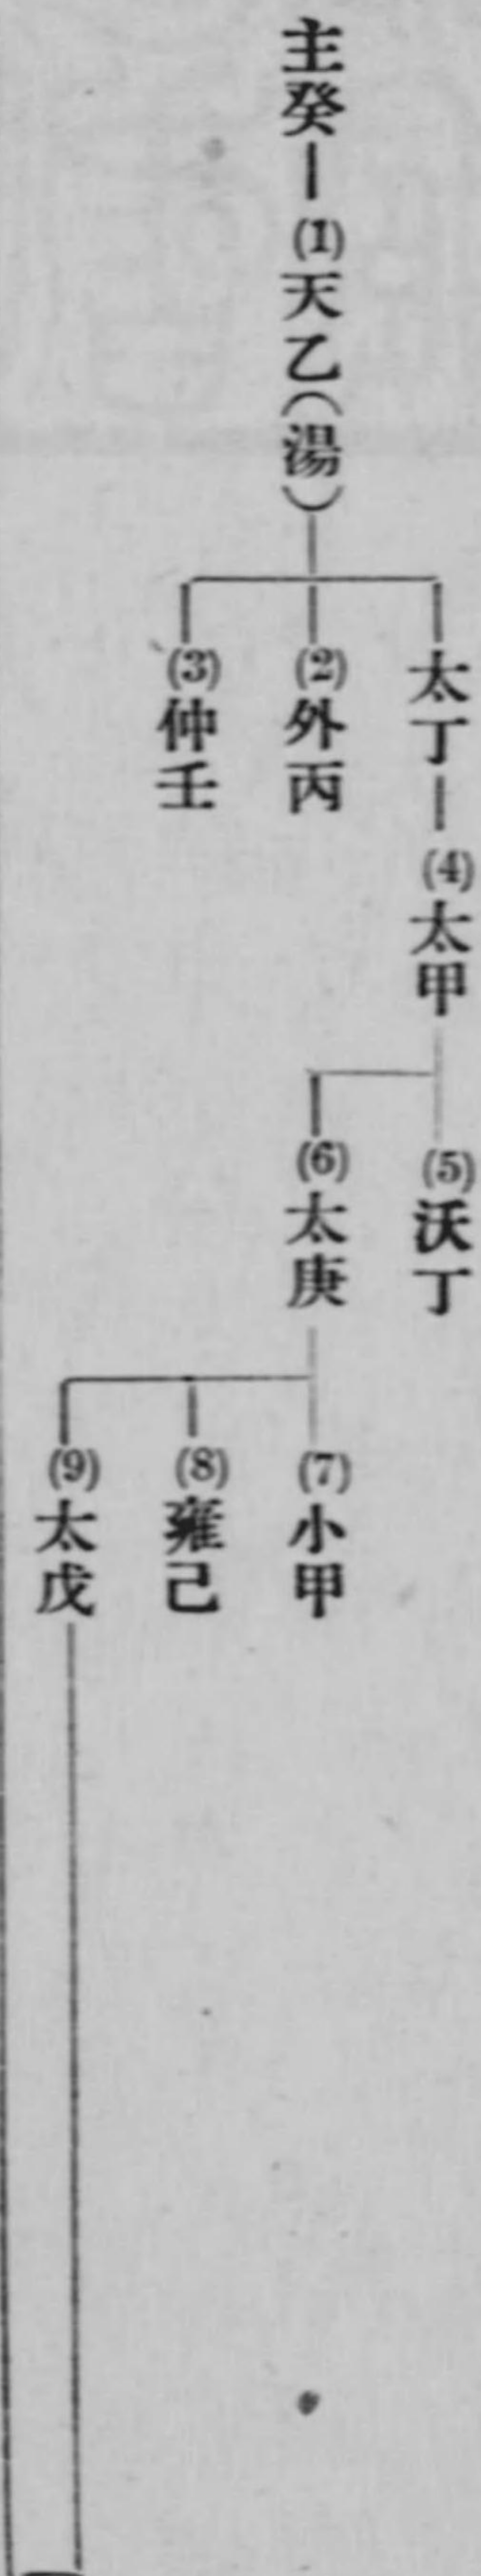 主癸
(1)天乙(湯)
太丁
(2)外丙
(3)仲壬
(4)太甲
(5)沃丁
(6)太庚
(7)小甲
(8)雍己
(9)太戊